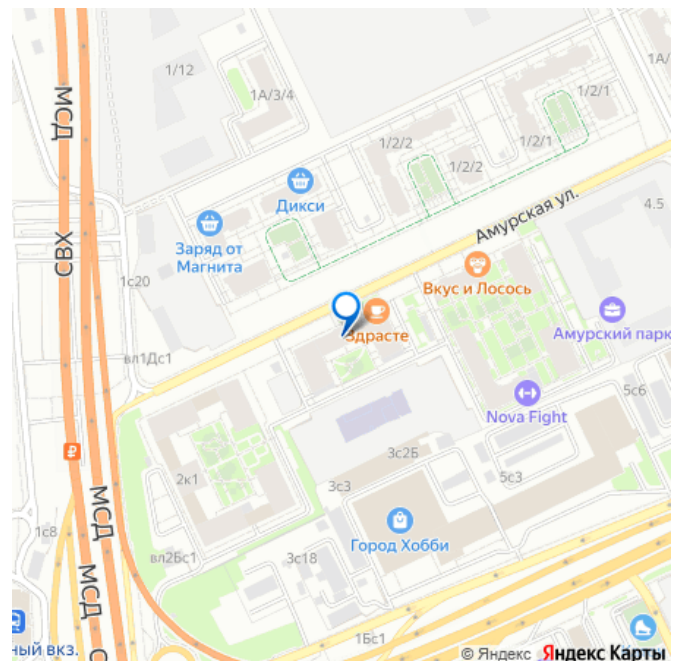 1/12
1А/3/4
1А/
1/2/1
1/2/2
1/2/1
1/2/2
МСД
Дикси
Амурская ул.
4.5
Заряд от
Магнита
СВХ
1с20
Вкус и Лосось
Здрасте
Амурский парк
вл1Дс1
Nova Fight
5с6
3с2Б
2к1
3с3
5с3
МСД
1с8
Город Хобби
вл2Бс1
3с18
МСД
1Бс1
ный вкз.
© Яндекс Яндекс Карты